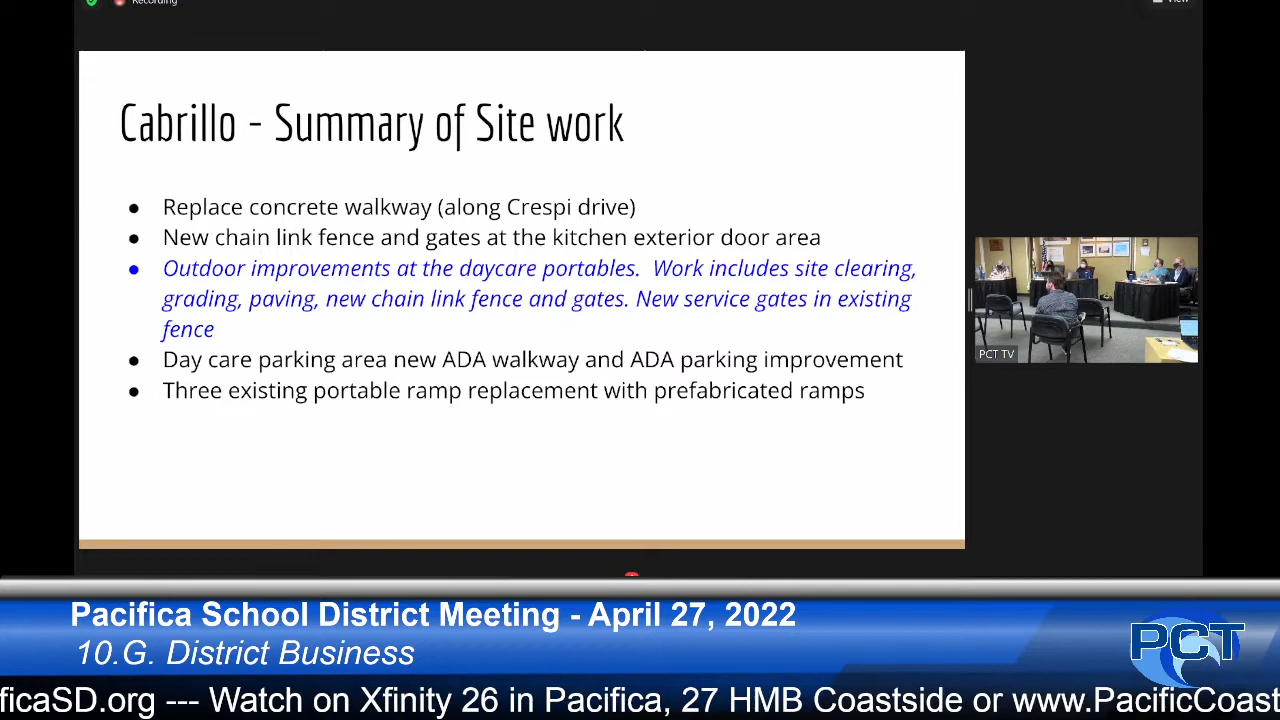 Recording
View
Cabrillo - Summary of Site work
● Replace concrete walkway (along Crespi drive)
● New chain link fence and gates at the kitchen exterior door area
● Outdoor improvements at the daycare portables.  Work includes site clearing,
grading, paving, new chain link fence and gates. New service gates in existing
fence
● Day care parking area new ADA walkway and ADA parking improvement
● Three existing portable ramp replacement with prefabricated ramps
PCT TV
Pacifica School District Meeting - April 27, 2022
10.G. District Business
PCT
ficaSD.org --- Watch on Xfinity 26 in Pacifica, 27 HMB Coastside or www.PacificCoast